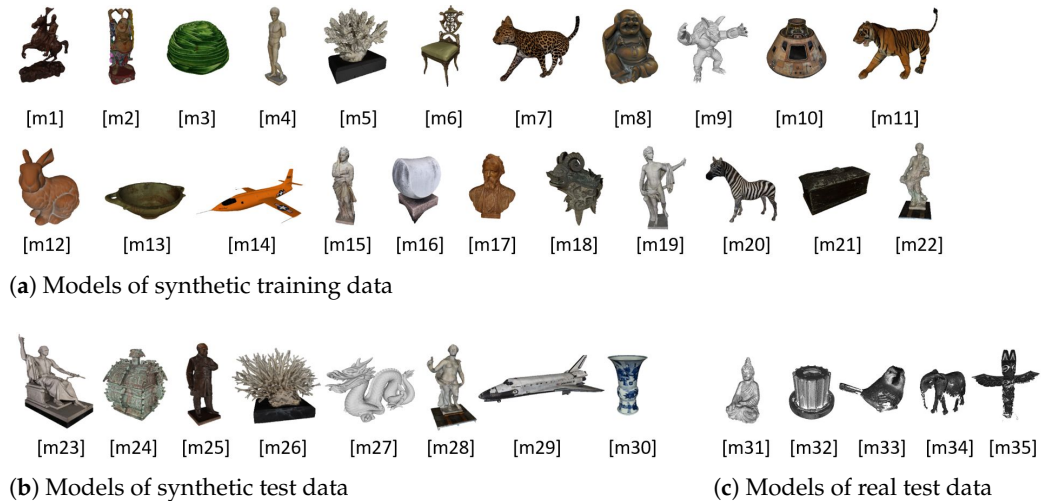 [m1] [m2] [m3] [m4] [m5] [m6] [m7] [m8] [m9] [m10] [m11]
[m12] [m13] [m14] [m15] [m16] [m17] [m18] [m19] [m20] [m21] [m22]
(a) Models of synthetic training data
[m23] [m24] [m25] [m26] [m27] [m28] [m29] [m30]
(b) Models of synthetic test data
[m31] [m32] [m33] [m34] [m35]
(c) Models of real test data